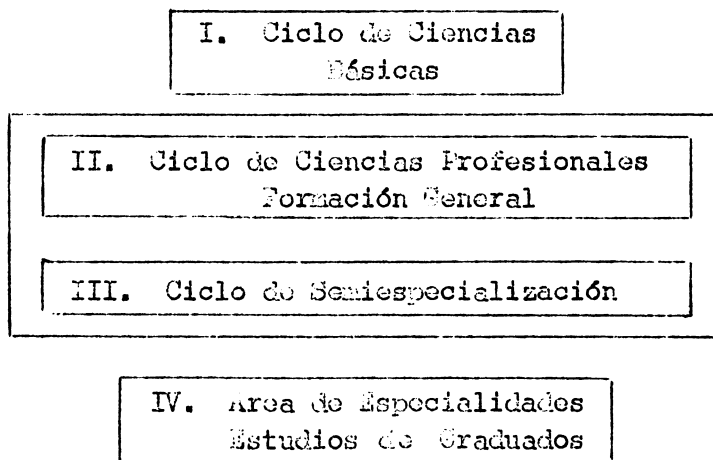 I. Ciclo de Ciencias
Básicas
II. Ciclo de Ciencias Profesionales
Formación General
III. Ciclo de Semiespecialización
IV. Area de Especialidades
Estudios de Graduados